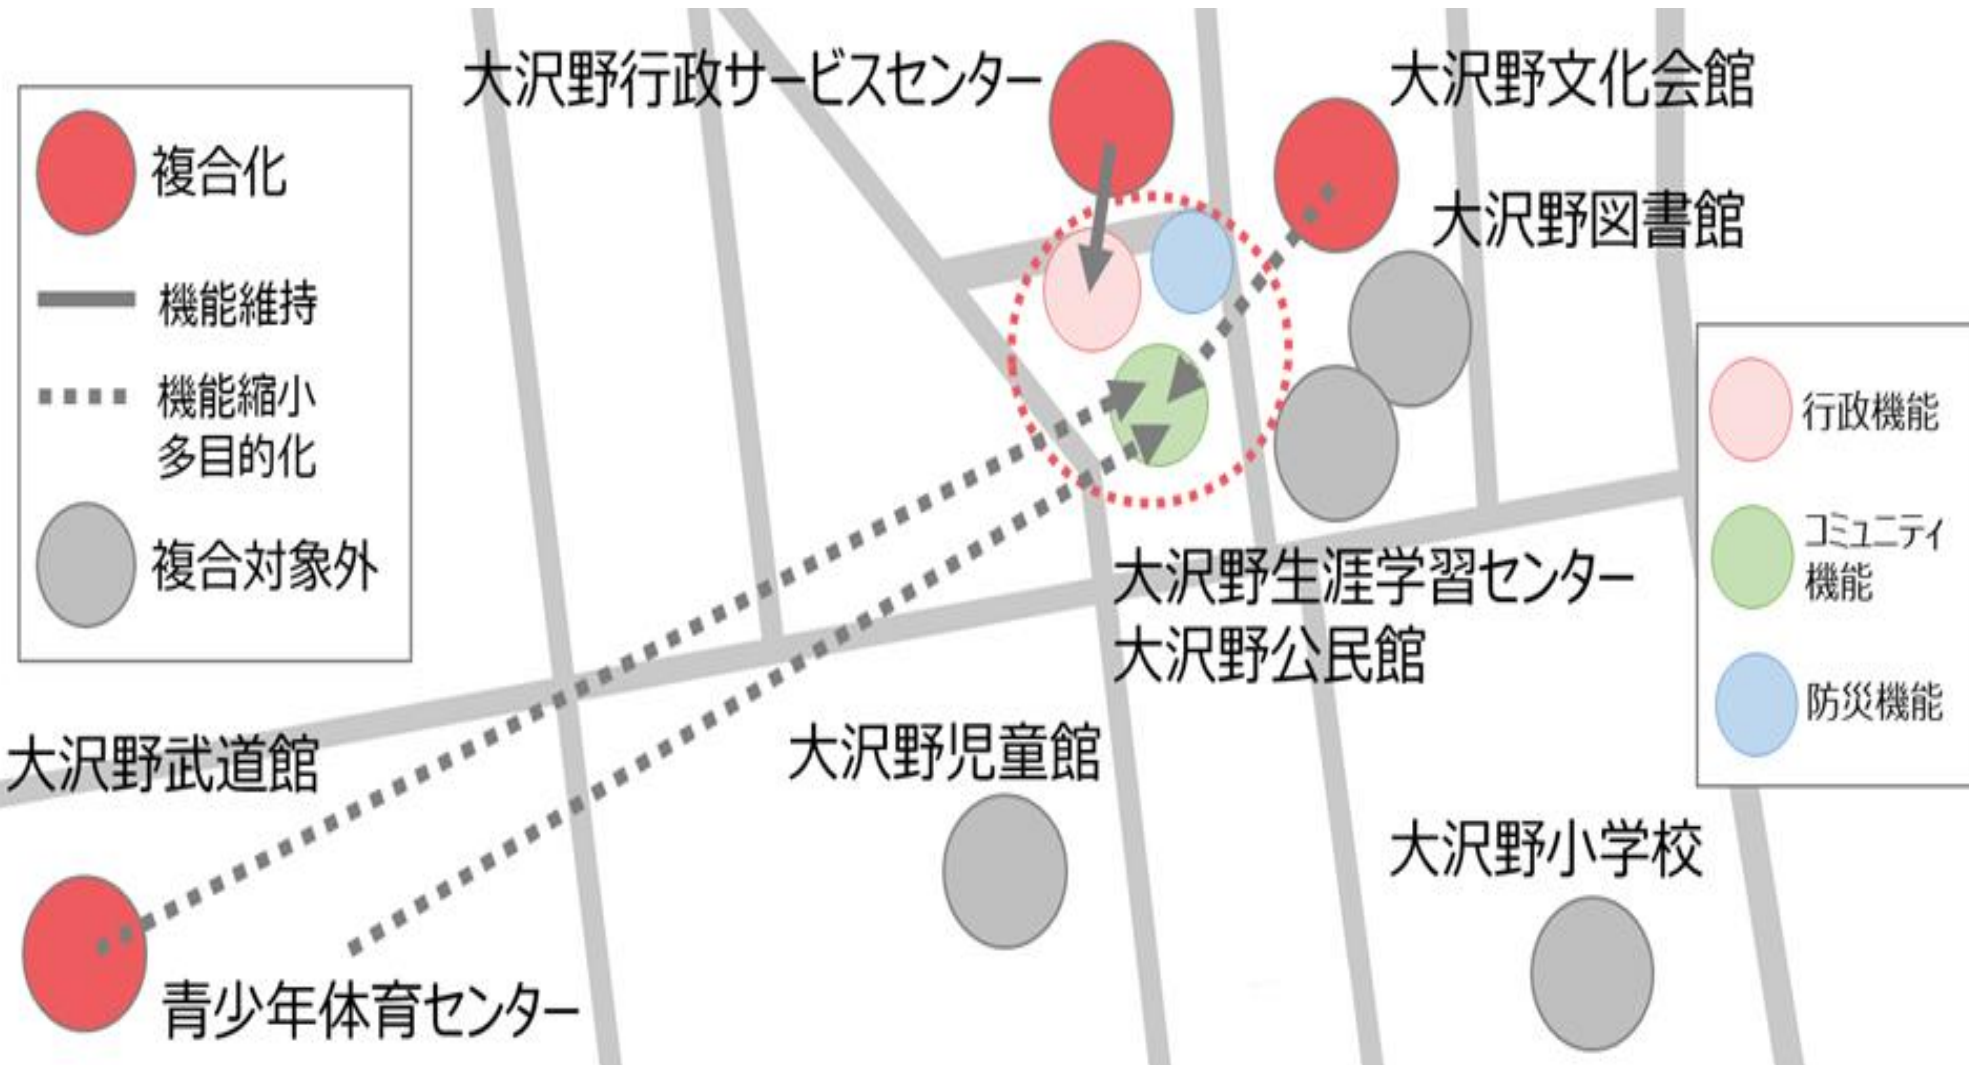 大沢野行政サービスセンター
大沢野文化会館
大沢野図書館
複合化
機能維持
機能縮小
多目的化
複合対象外
行政機能
コミュニティ
機能
防災機能
大沢野生涯学習センター
大沢野公民館
大沢野武道館
大沢野児童館
大沢野小学校
青少年体育センター